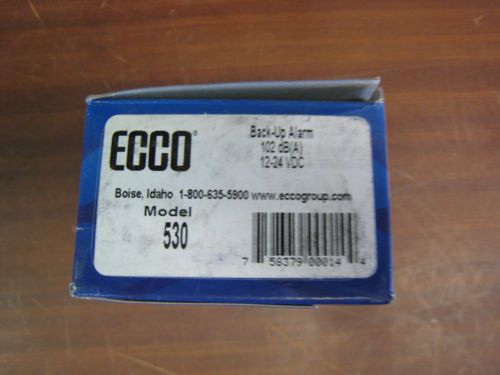 ECCO®
Back-Up Alarm
102 dB(A)
12-24 VDC
Boise, Idaho 1-800-635-5900 www.eccogroup.com
Model
530
7 58379 00014 4